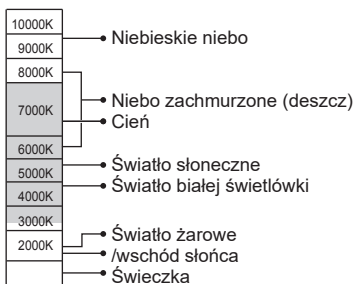 10000K
Niebieskie niebo
9000K
8000K
Niebo zachmurzone (deszcz)
7000K
Cień
6000K
Światło słoneczne
5000K
Światło białej świetlówki
4000K
3000K
Światło żarowe
2000K
/wschód słońca
Świeczka